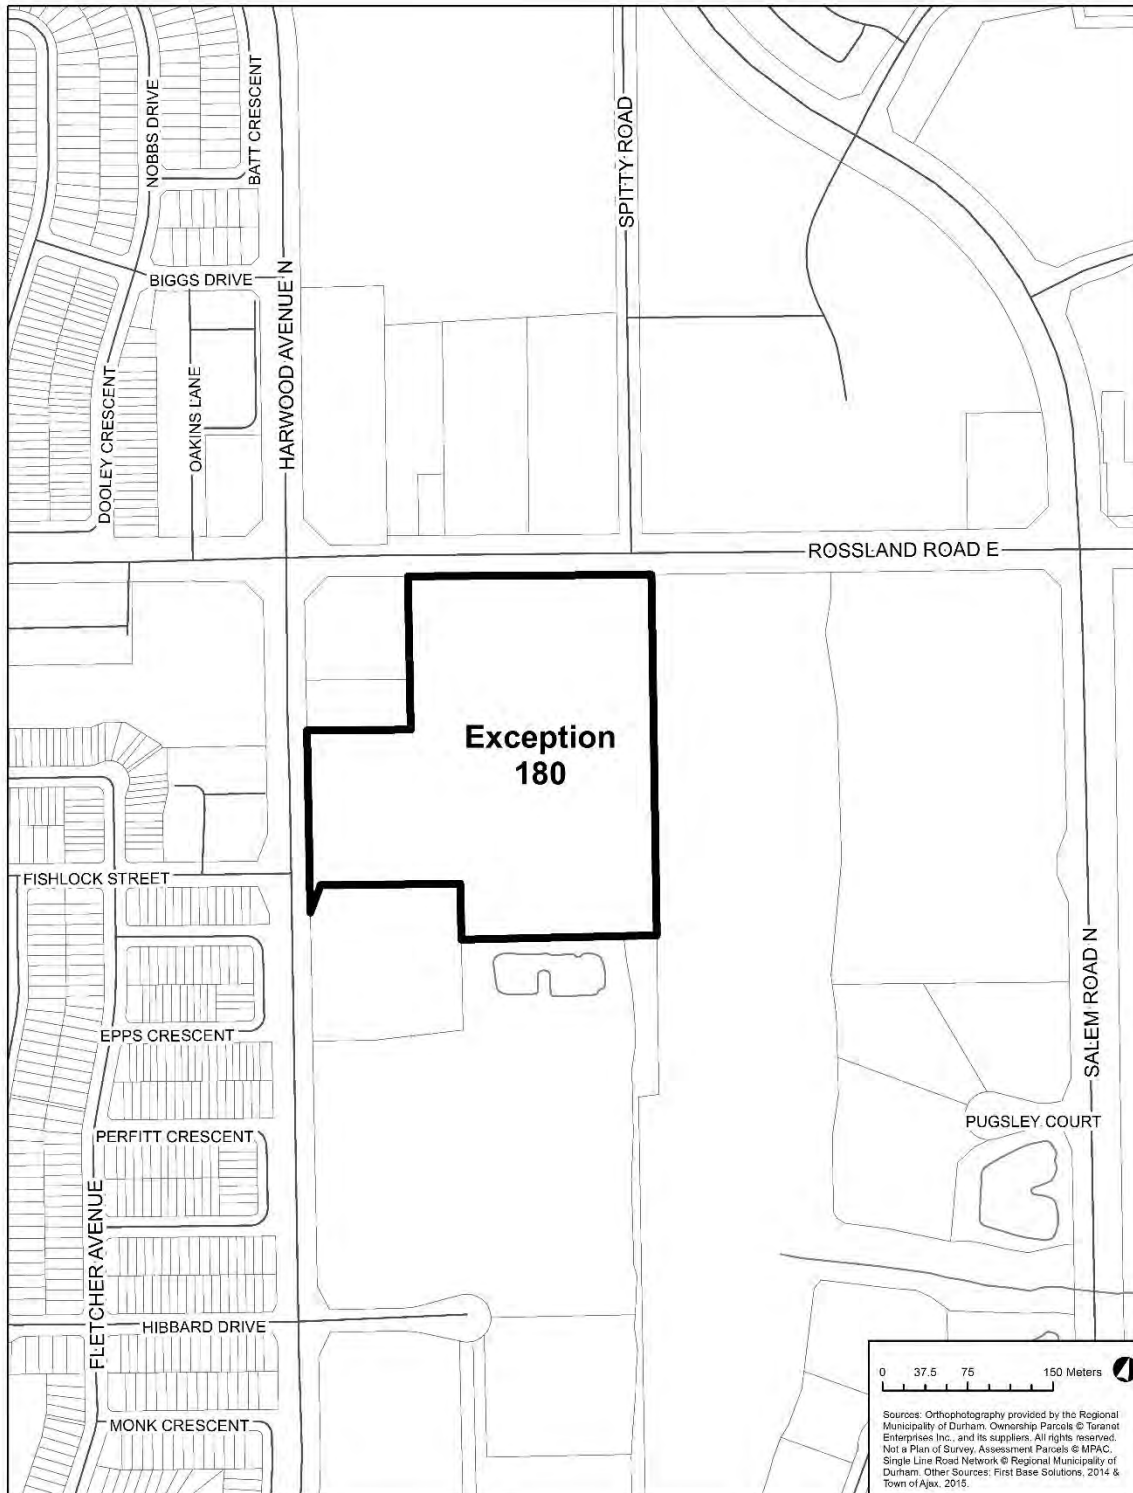 NOBBS DRIVE
BATT CRESCENT
SPITTY ROAD
BIGGS DRIVE
HARWOOD AVENUE N
DOOLEY CRESCENT
OAKINS LANE
ROSSLAND ROAD E
Exception
180
FISHLOCK STREET
EPPS CRESCENT
SALEM ROAD N
PUGSLEY COURT
PERFITT CRESCENT
FLETCHER AVENUE
HIBBARD DRIVE
MONK CRESCENT
0 37.5 75 150 Meters
Sources: Orthophotography provided by the Regional
Municipality of Durham. Ownership Parcels © Teranet
Enterprises Inc., and its suppliers. All rights reserved.
Not a Plan of Survey. Assessment Parcels © MPAC.
Single Line Road Network © Regional Municipality of
Durham. Other Sources: First Base Solutions, 2014 &
Town of Ajax, 2015.